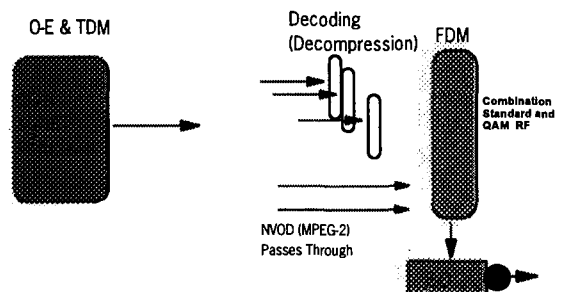 O-E & TDM
Decoding
(Decompression)
FDM
Combination
Standard and
QAM RF
NVOD (MPEG-2)
Passes Through